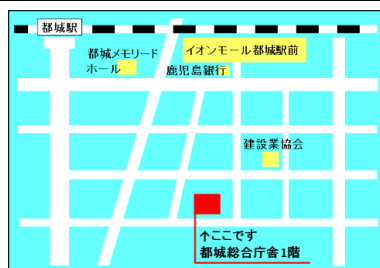 都城駅
都城メモリード
ホール
イオンモール都城駅前
鹿児島銀行
建設業協会
↑ここです
都城総合庁舎1階